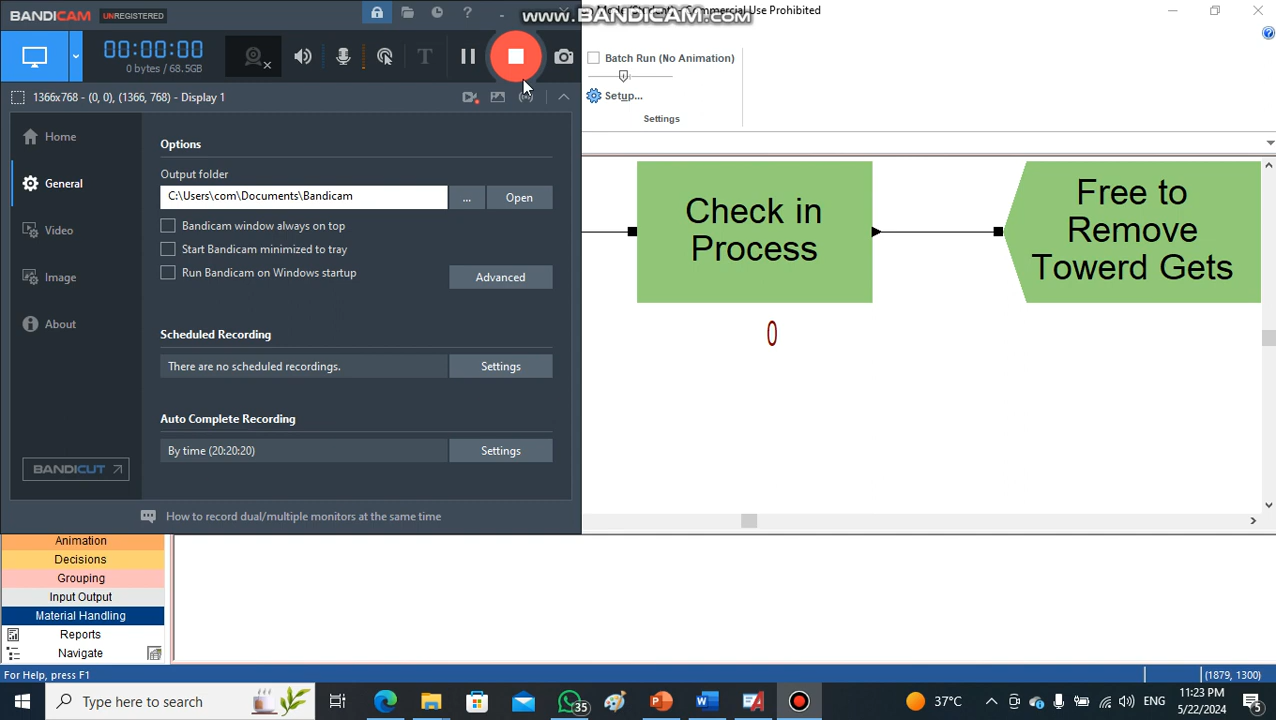 BANDICAM UNREGISTERED
www.BANDICAM.com
Commercial Use Prohibited
00:00:00
0 bytes / 68.5GB
Batch Run (No Animation)
Setup...
Settings
1366x768 - (0, 0), (1366, 768) - Display 1
Home
General
Video
Image
About
BANDICUT
Options
Output folder
C:\Users\com\Documents\Bandicam
...
Open
Bandicam window always on top
Start Bandicam minimized to tray
Run Bandicam on Windows startup
Advanced
Scheduled Recording
There are no scheduled recordings.
Settings
Auto Complete Recording
By time (20:20:20)
Settings
How to record dual/multiple monitors at the same time
Check in
Process
0
Free to
Remove
Towerd Gets
Animation
Decisions
Grouping
Input Output
Material Handling
Reports
Navigate
For Help, press F1
(1879, 1300)
Type here to search
35
37°C
ENG
11:23 PM
5/22/2024
5